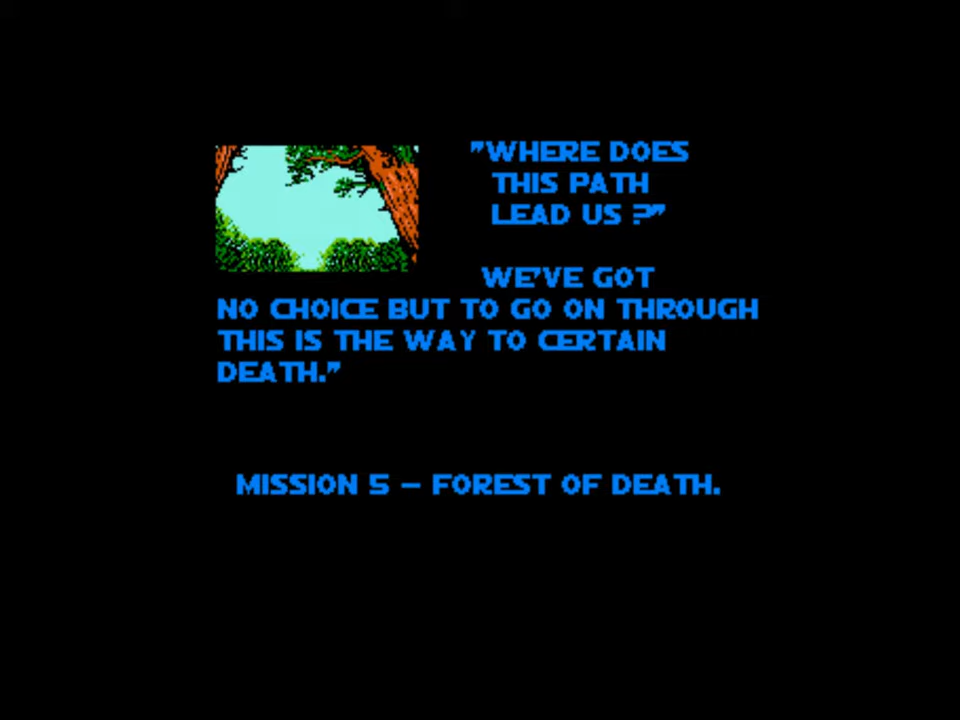 "WHERE DOES
THIS PATH
LEAD US ?"
WE'VE GOT
NO CHOICE BUT TO GO ON THROUGH
THIS IS THE WAY TO CERTAIN
DEATH."
MISSION 5 – FOREST OF DEATH.